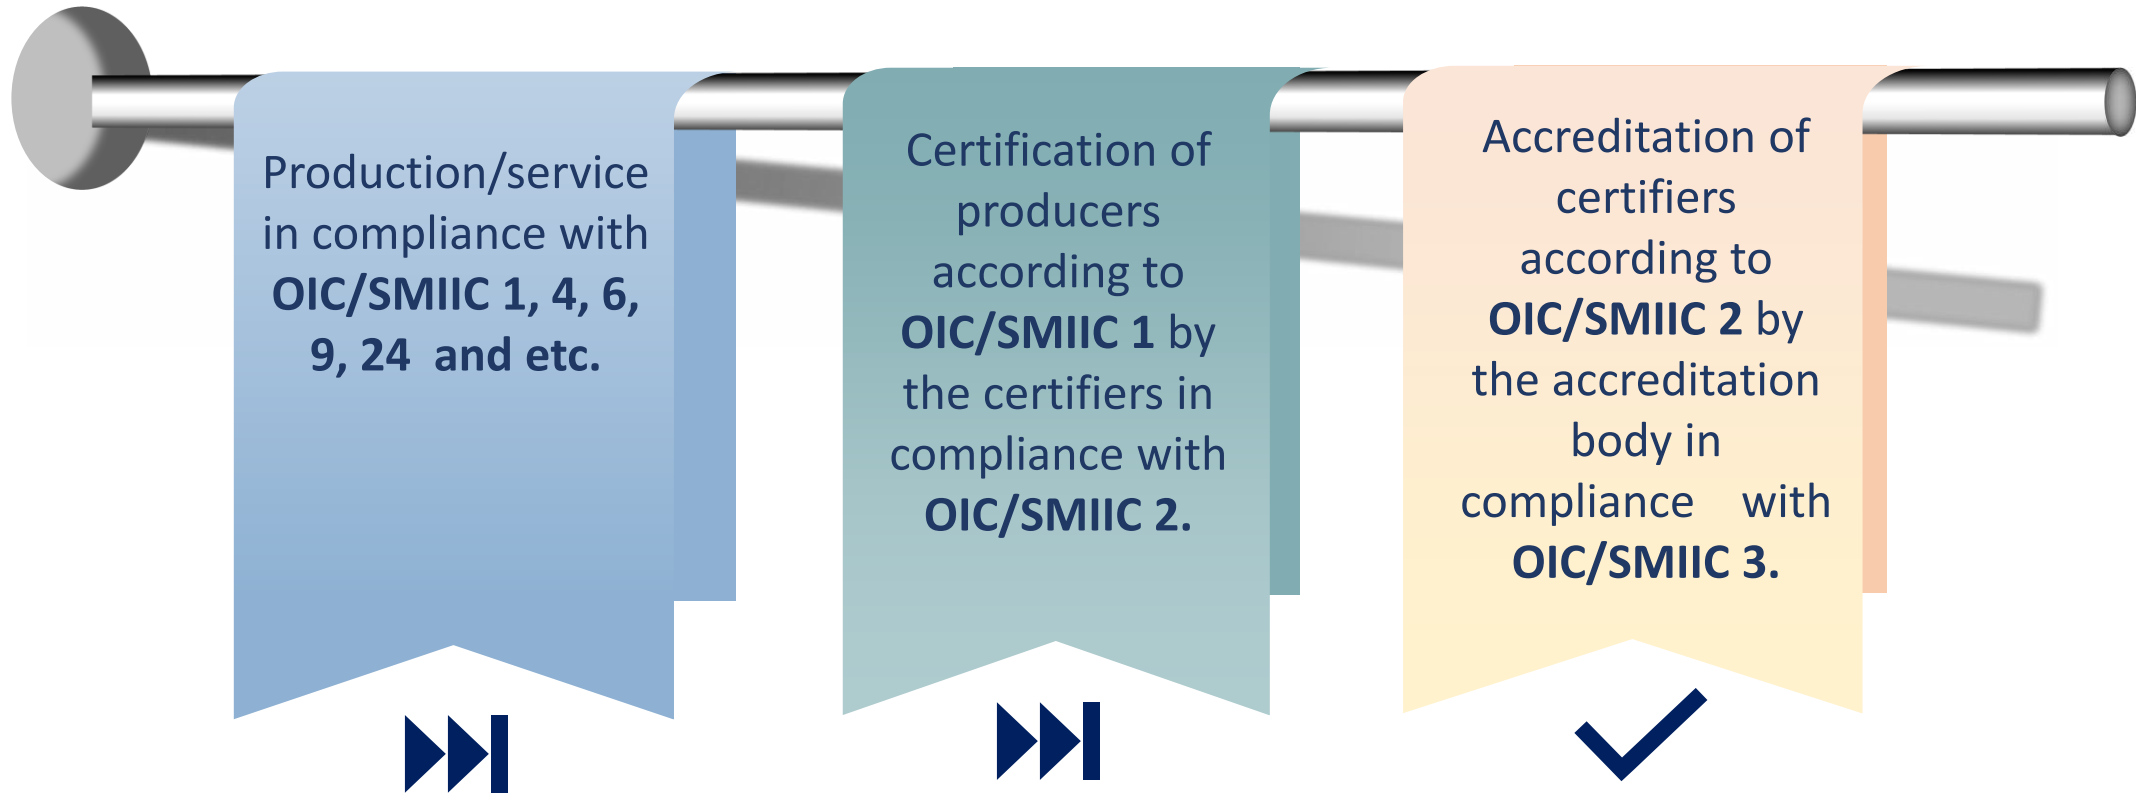 Production/service
in compliance with
OIC/SMIIC 1, 4, 6,
9, 24 and etc.
Certification of
producers
according to
OIC/SMIIC 1 by
the certifiers in
compliance with
OIC/SMIIC 2.
Accreditation of
certifiers
according to
OIC/SMIIC 2 by
the accreditation
body in
compliance with
OIC/SMIIC 3.